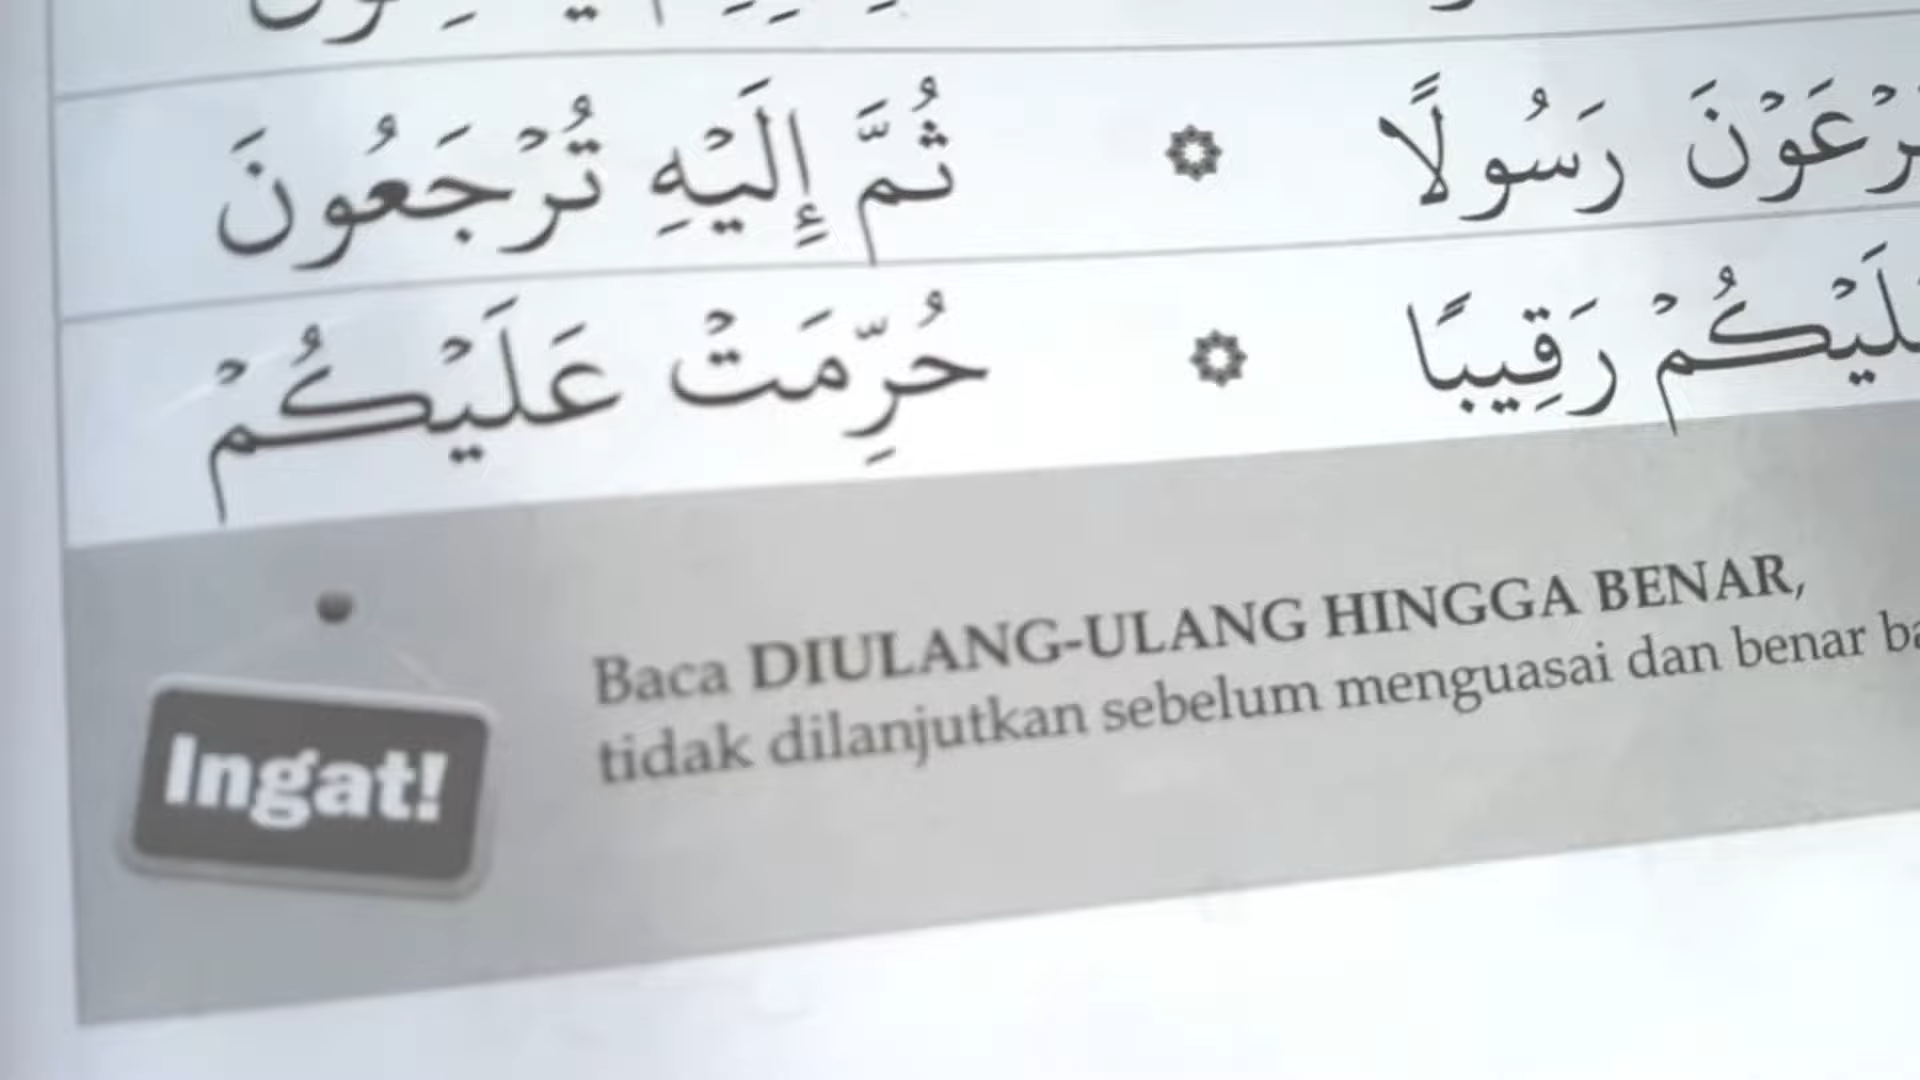 رَسُولًا ثُمَّ إِلَيْهِ تُرْجَعُونَ
رَقِيبًا حُرِّمَتْ عَلَيْكُمْ
Ingat!
Baca DIULANG-ULANG HINGGA BENAR,
tidak dilanjutkan sebelum menguasai dan benar